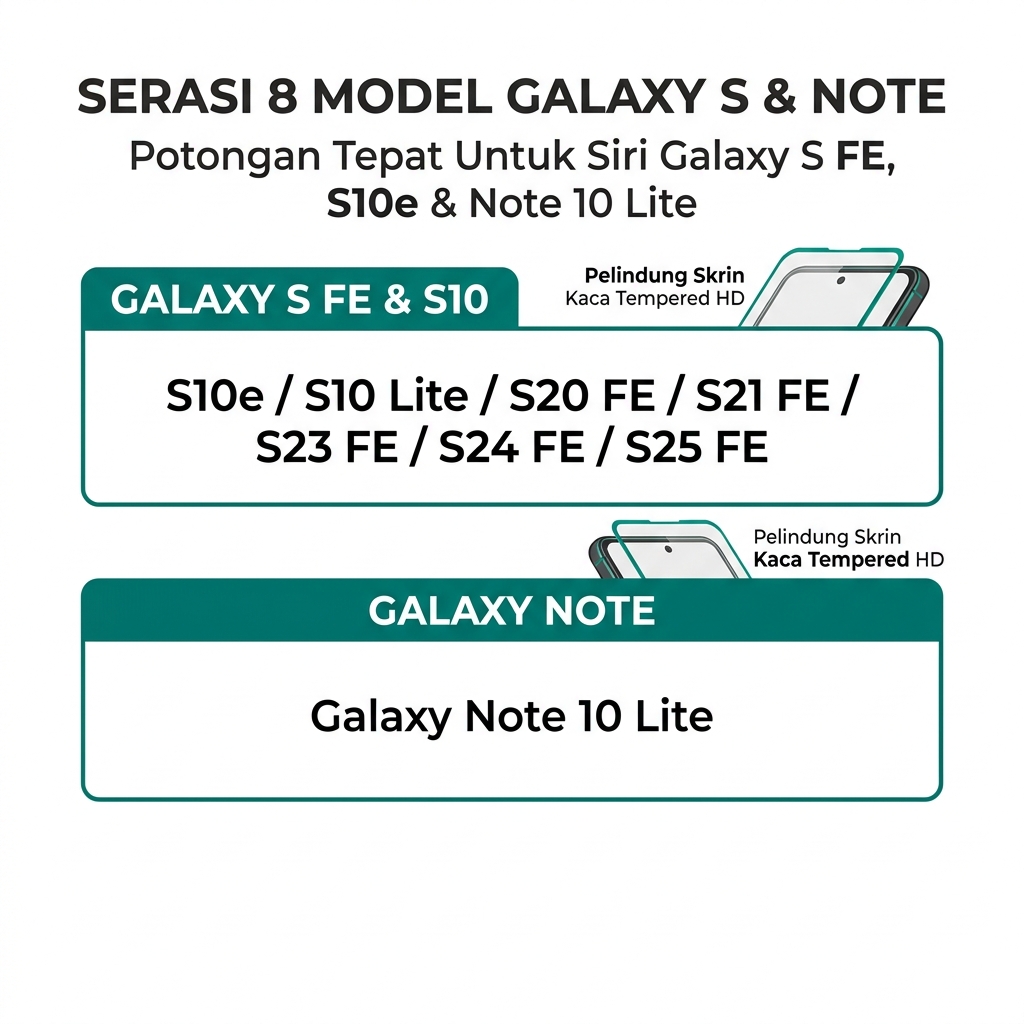 SERASI 8 MODEL GALAXY S & NOTE
Potongan Tepat Untuk Siri Galaxy S FE,
S10e & Note 10 Lite
GALAXY S FE & S10
Pelindung Skrin
Kaca Tempered HD
S10e / S10 Lite / S20 FE / S21 FE /
S23 FE / S24 FE / S25 FE
Pelindung Skrin
Kaca Tempered HD
GALAXY NOTE
Galaxy Note 10 Lite